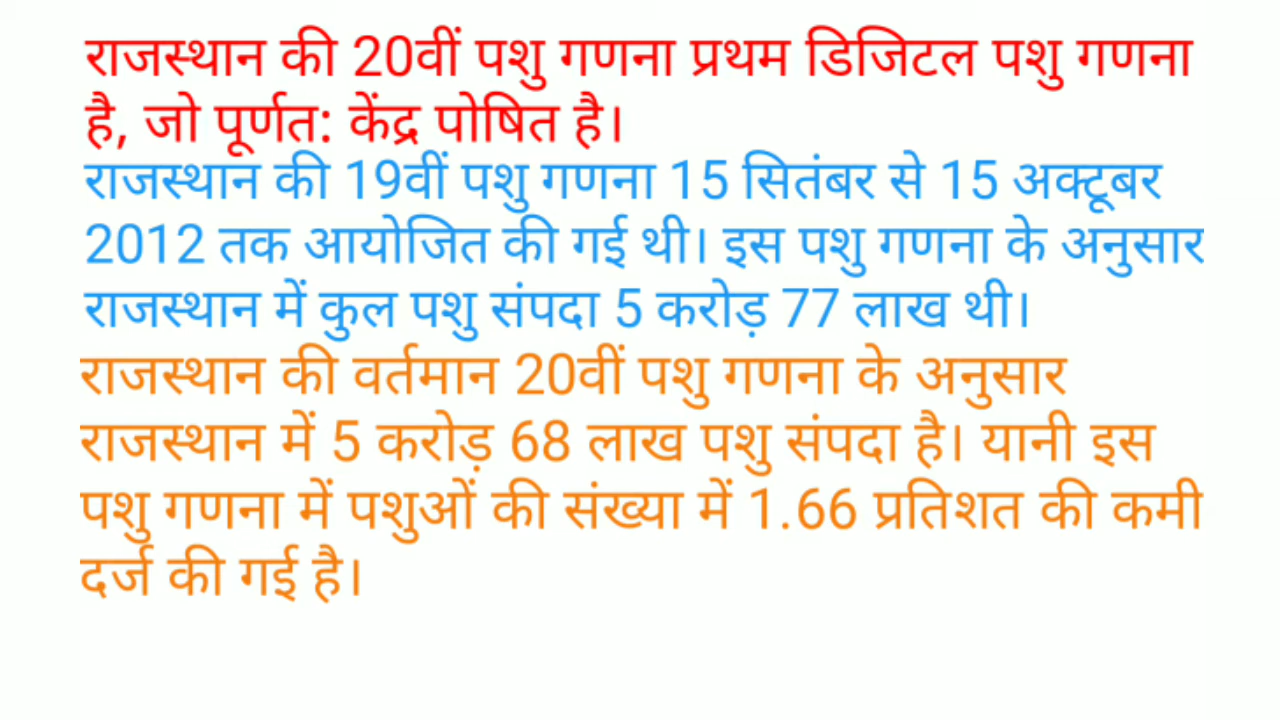 राजस्थान की 20वीं पशु गणना प्रथम डिजिटल पशु गणना
है, जो पूर्णत: केंद्र पोषित है।
राजस्थान की 19वीं पशु गणना 15 सितंबर से 15 अक्टूबर
2012 तक आयोजित की गई थी। इस पशु गणना के अनुसार
राजस्थान में कुल पशु संपदा 5 करोड़ 77 लाख थी।
राजस्थान की वर्तमान 20वीं पशु गणना के अनुसार
राजस्थान में 5 करोड़ 68 लाख पशु संपदा है। यानी इस
पशु गणना में पशुओं की संख्या में 1.66 प्रतिशत की कमी
दर्ज की गई है।